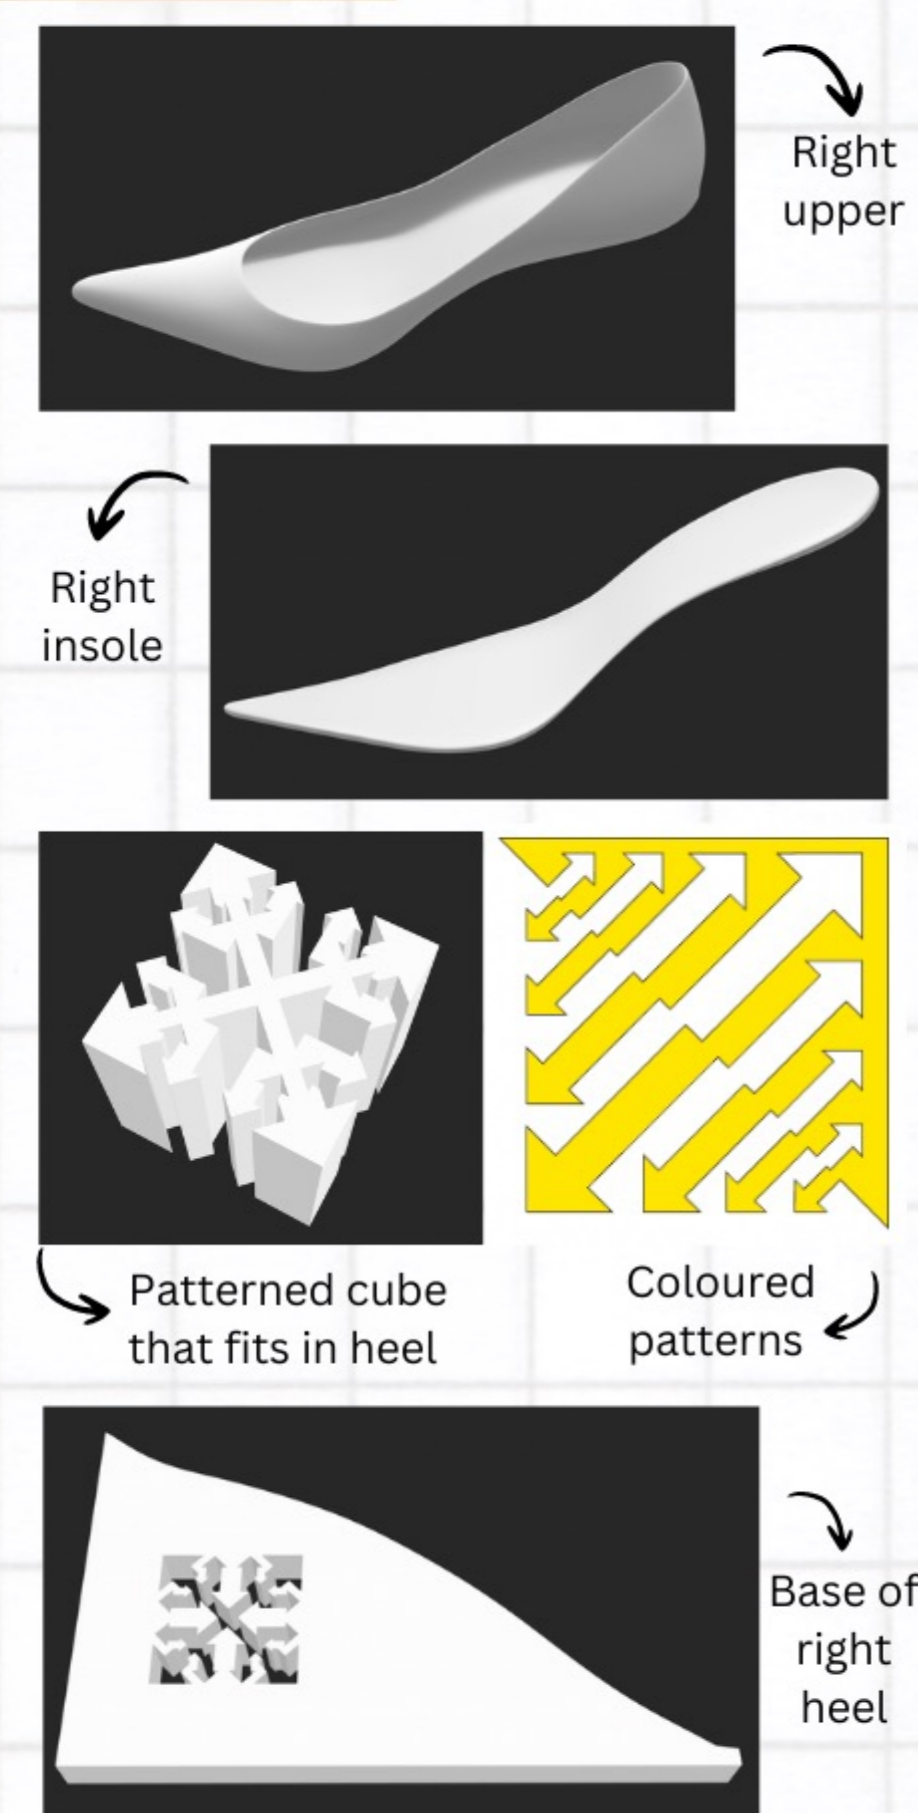 Right
upper
Right
insole
Patterned cube
that fits in heel
Coloured
patterns
Base of
right
heel